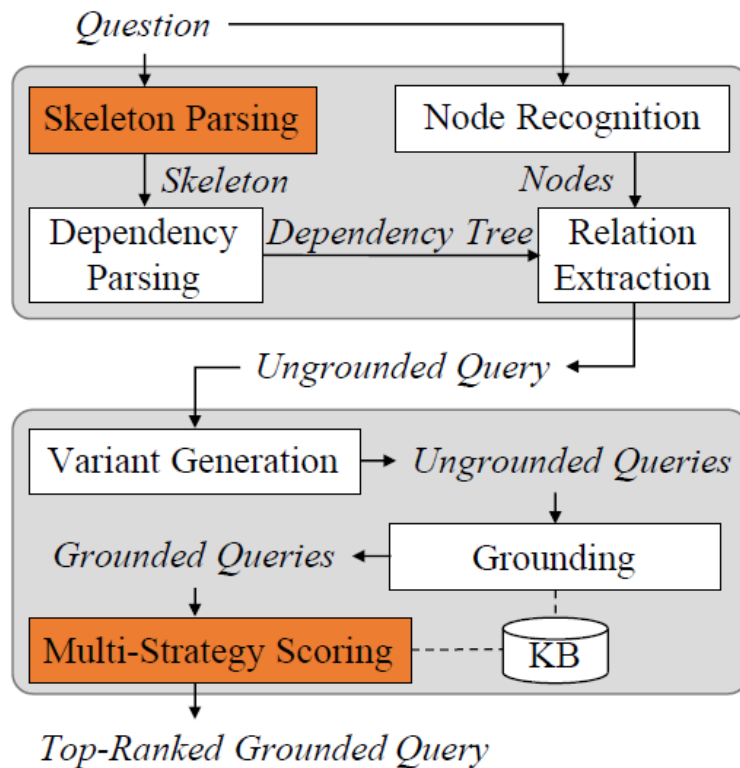 Question
Skeleton Parsing
Node Recognition
Skeleton
Nodes
Dependency
Parsing
Dependency Tree
Relation
Extraction
Ungrounded Query
Variant Generation
Ungrounded Queries
Grounded Queries
Grounding
Multi-Strategy Scoring
KB
Top-Ranked Grounded Query